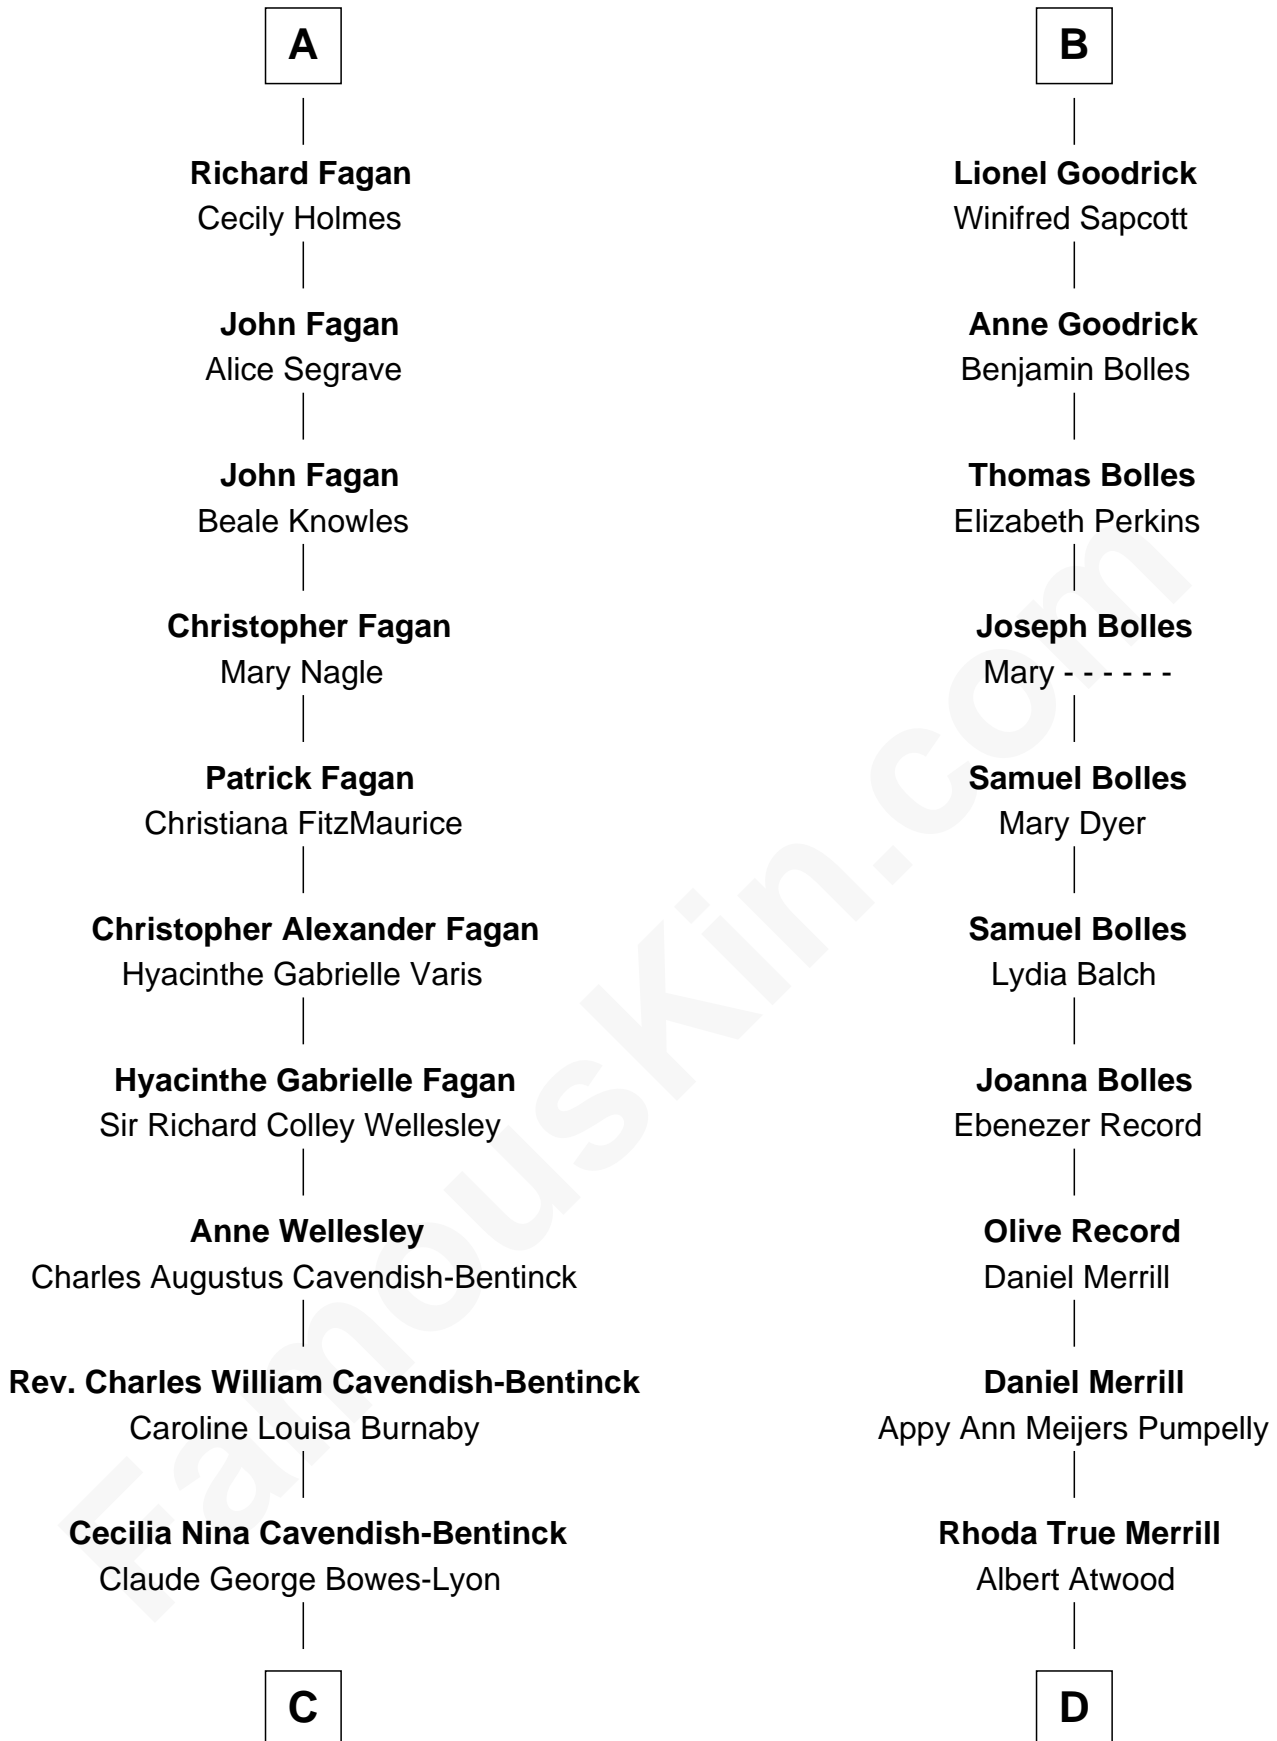 A
Richard Fagan
Cecily Holmes
John Fagan
Alice Segrave
John Fagan
Beale Knowles
Christopher Fagan
Mary Nagle
Patrick Fagan
Christiana FitzMaurice
Christopher Alexander Fagan
Hyacinthe Gabrielle Varis
Hyacinthe Gabrielle Fagan
Sir Richard Colley Wellesley
Anne Wellesley
Charles Augustus Cavendish-Bentinck
Rev. Charles William Cavendish-Bentinck
Caroline Louisa Burnaby
Cecilia Nina Cavendish-Bentinck
Claude George Bowes-Lyon
C
B
Lionel Goodrick
Winifred Sapcott
Anne Goodrick
Benjamin Bolles
Thomas Bolles
Elizabeth Perkins
Joseph Bolles
Mary - - - - - -
Samuel Bolles
Mary Dyer
Samuel Bolles
Lydia Balch
Joanna Bolles
Ebenezer Record
Olive Record
Daniel Merrill
Daniel Merrill
Appy Ann Meijers Pumpelly
Rhoda True Merrill
Albert Atwood
D
FamousKin.com